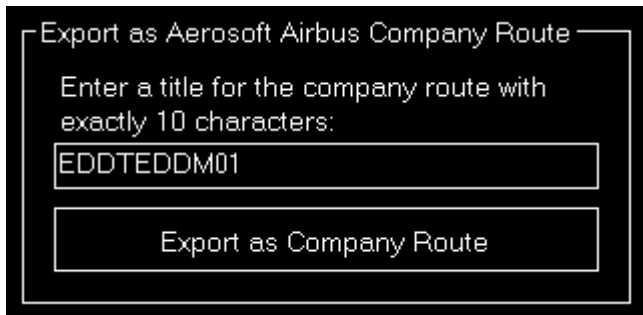 Export as Aerosoft Airbus Company Route
Enter a title for the company route with
exactly 10 characters:
EDDTEDDM01
Export as Company Route